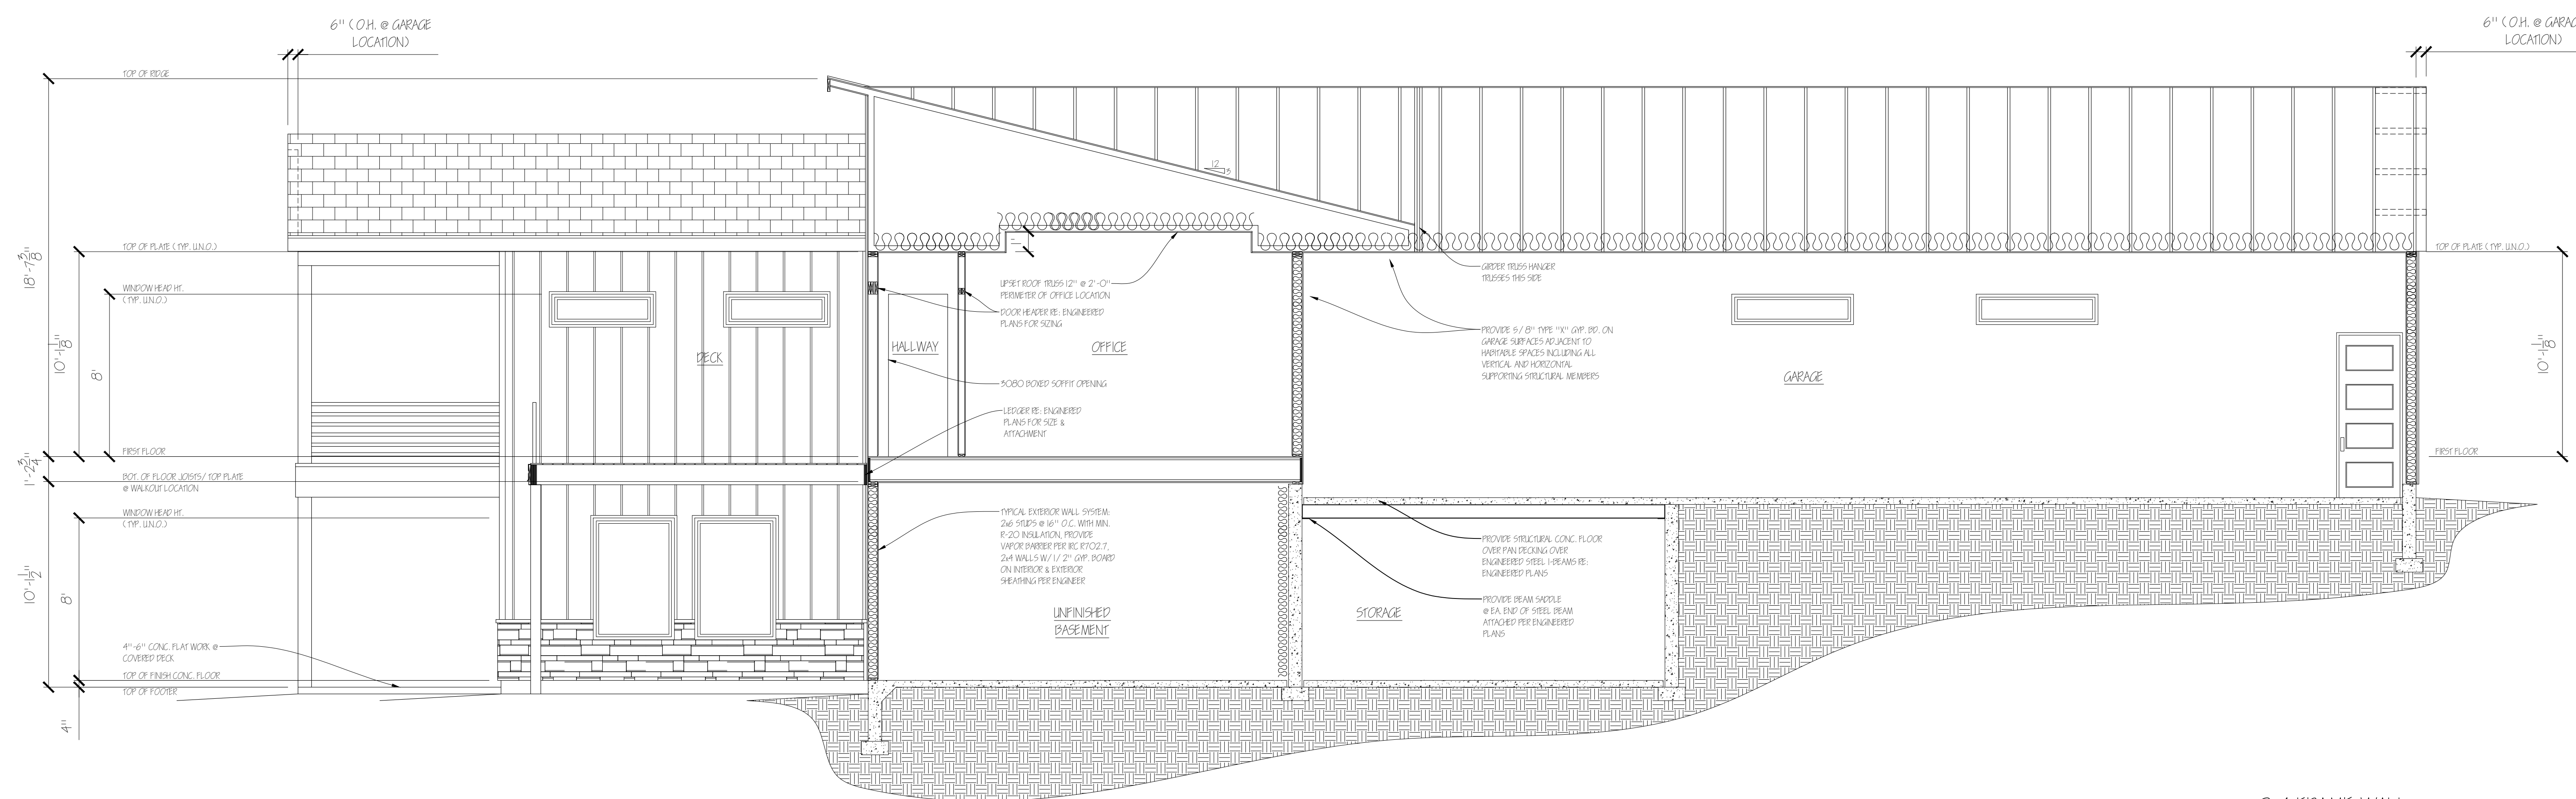 6" ( O.H. @ GARAGE
LOCATION)
6" ( O.H. @
LOCATION)
TOP OF RIDGE
12
3
TOP OF PLATE ( TYP. U.N.O.)
TOP OF PLATE ( TYP. U.N.O.)
18'-7 3/8"
10'-1 1/8"
8'
WINDOW HEAD HT.
( TYP. U.N.O.)
1'
UPSET ROOF TRUSS 12" @ 2'-0"
PERIMETER OF OFFICE LOCATION
DOOR HEADER RE: ENGINEERED
PLANS FOR SIZING
GIRDER TRUSS HANGER
TRUSSES THIS SIDE
PROVIDE 5/ 8" TYPE "X" GYP. BD. ON
GARAGE SURFACES ADJACENT TO
HABITABLE SPACES INCLUDING ALL
VERTICAL AND HORIZONTAL
SUPPORTING STRUCTURAL MEMBERS
DECK
HALLWAY
OFFICE
GARAGE
10'-1 1/8"
3080 BOXED SOFFIT OPENING
LEDGER RE: ENGINERED
PLANS FOR SIZE &
ATTACHMENT
FIRST FLOOR
FIRST FLOOR
1'-2 3/4"
BOT. OF FLOOR JOISTS/ TOP PLATE
@ WALKOUT LOCATION
WINDOW HEAD HT.
( TYP. U.N.O.)
10'-1 1/2"
8'
TYPICAL EXTERIOR WALL SYSTEM:
2x6 STUDS @ 16" O.C. WITH MIN.
R-20 INSULATION, PROVIDE
VAPOR BARRIER PER IRC R702.7,
2x4 WALLS W/ 1/ 2" GYP. BOARD
ON INTERIOR & EXTERIOR
SHEATHING PER ENGINEER
PROVIDE STRUCTURAL CONC. FLOOR
OVER PAN DECKING OVER
ENGINEERED STEEL I-BEAMS RE:
ENGINEERED PLANS
PROVIDE BEAM SADDLE
@ EA. END OF STEEL BEAM
ATTACHED PER ENGINEERED
PLANS
UNFINISHED
BASEMENT
STORAGE
4"-6" CONC. FLAT WORK @
COVERED DECK
TOP OF FINISH CONC. FLOOR
TOP OF FOOTER
4"